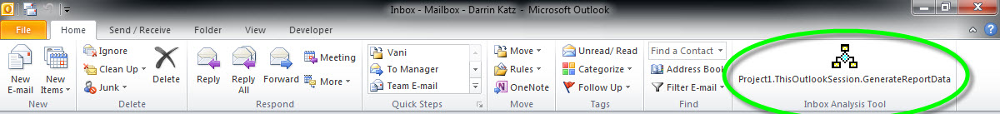 Inbox - Mailbox - Darrin Katz - Microsoft Outlook
File Home Send / Receive Folder View Developer
New E-mail
New Items
Ignore
Clean Up
Junk
Delete
Delete
Reply
Reply All
Forward
Meeting
More
Respond
Vani
To Manager
Team E-mail
Quick Steps
Move
Rules
OneNote
Move
Unread/ Read
Categorize
Follow Up
Tags
Find a Contact
Address Book
Filter E-mail
Find
Project1.ThisOutlookSession.GenerateReportData
Inbox Analysis Tool
New